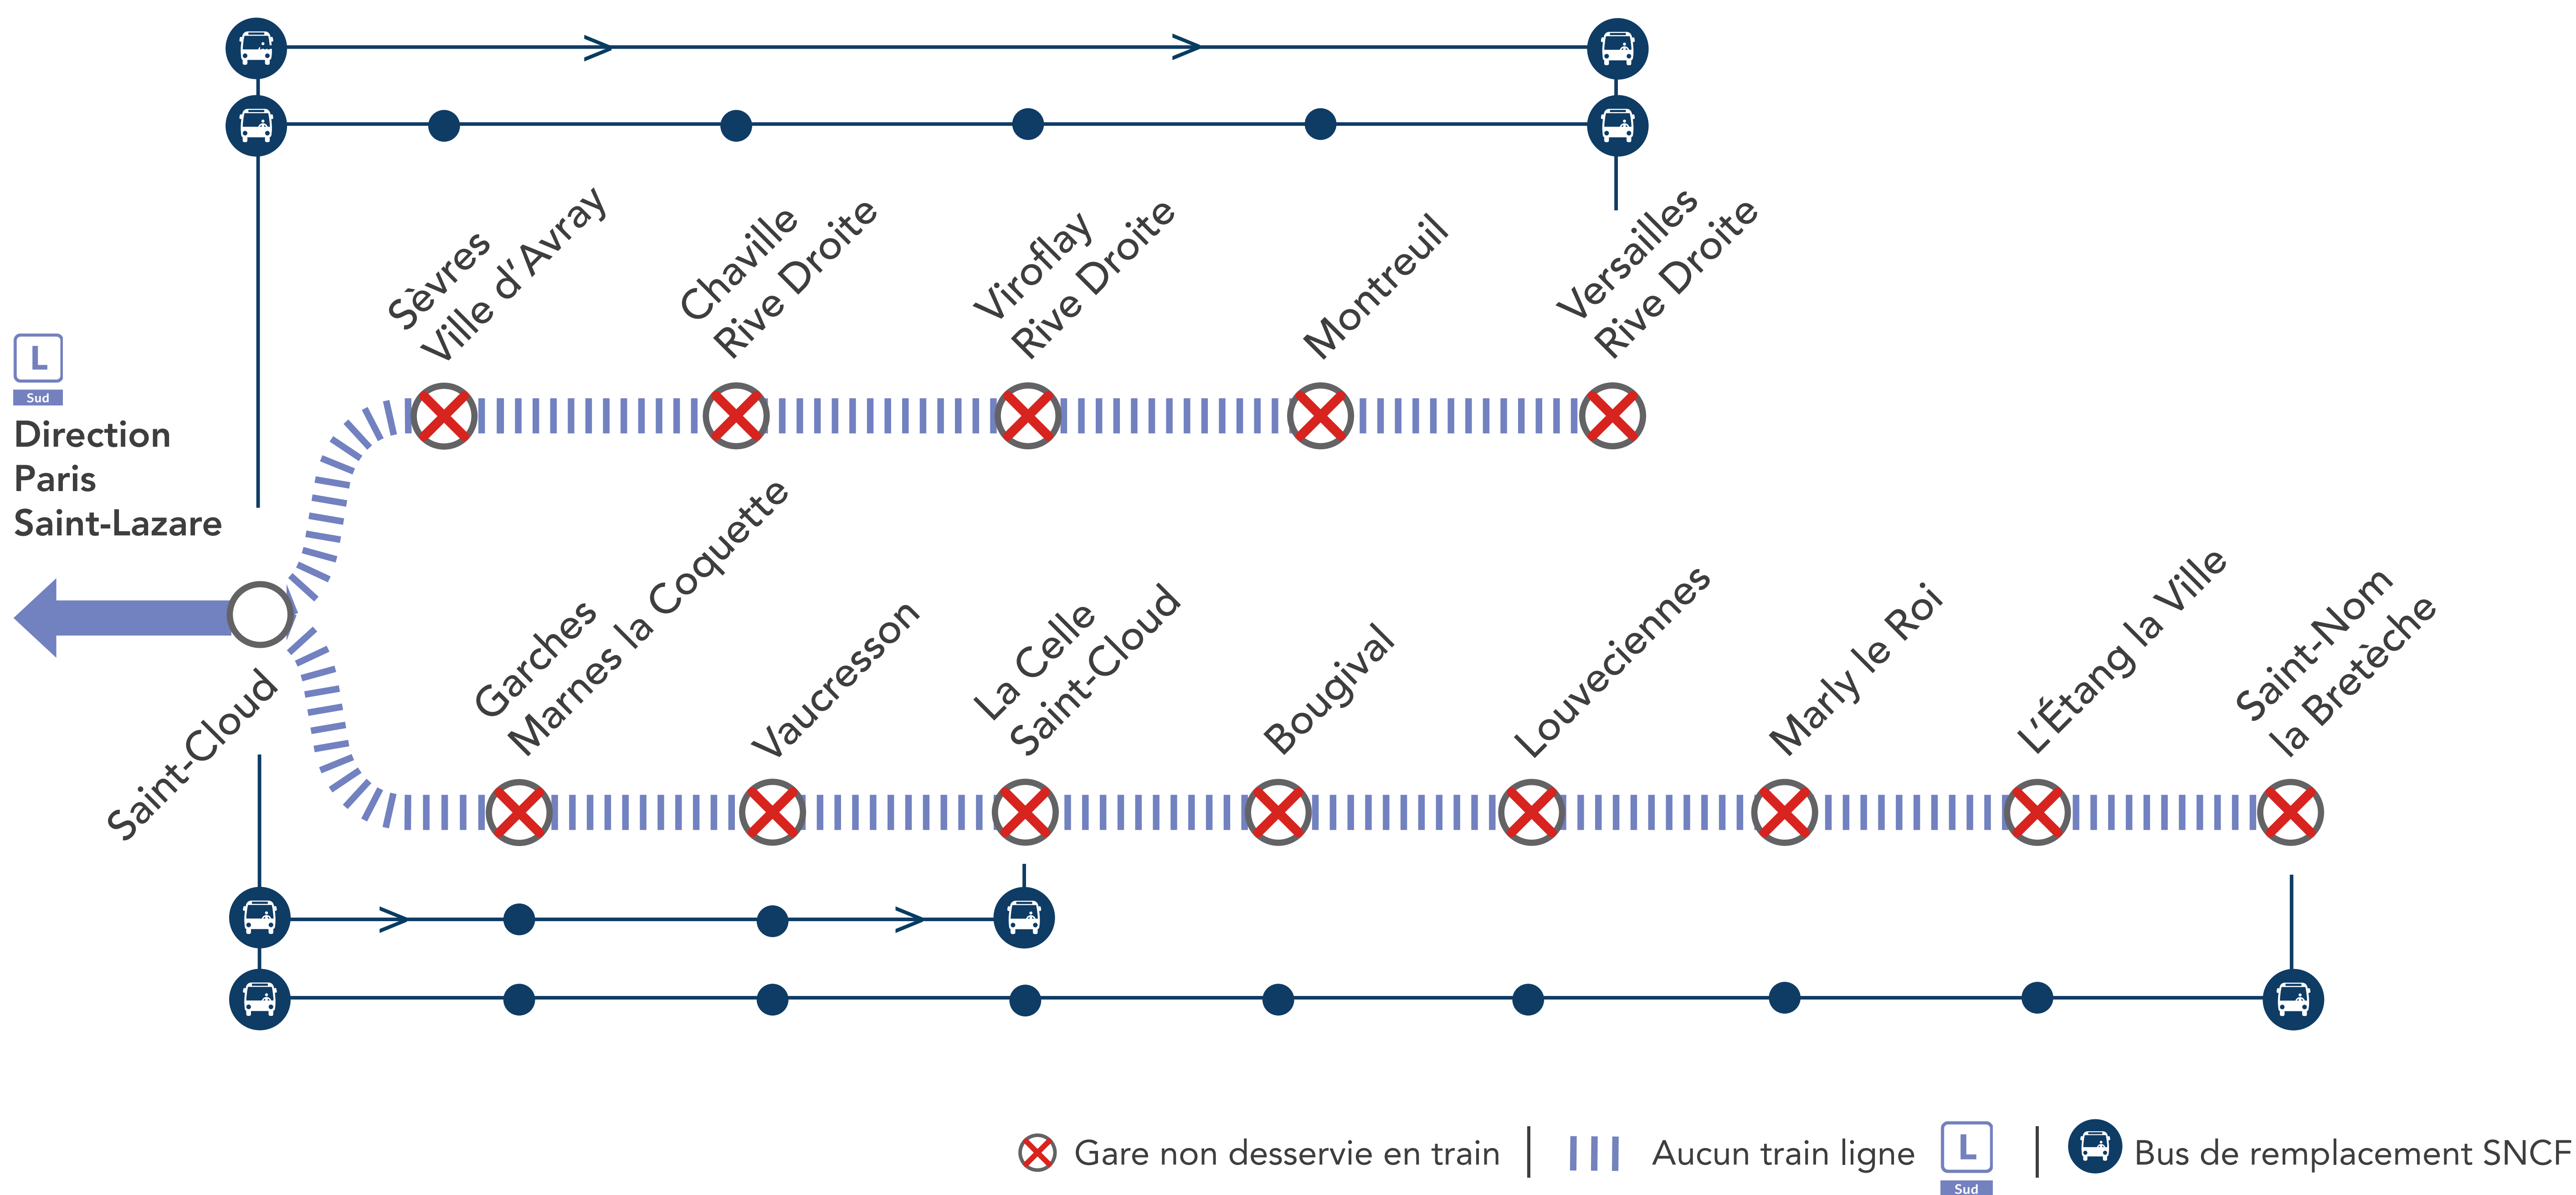 Sèvres
Ville d'Avray
Chaville
Rive Droite
Viroflay
Rive Droite
Montreuil
Versailles
Rive Droite
L
Sud
Direction
Paris
Saint-Lazare
Saint-Cloud
Garches
Marnes la Coquette
Vaucresson
La Celle
Saint-Cloud
Bougival
Louveciennes
Marly le Roi
L'Étang la Ville
Saint-Nom
la Bretèche
Gare non desservie en train
Aucun train ligne
L
Sud
Bus de remplacement SNCF